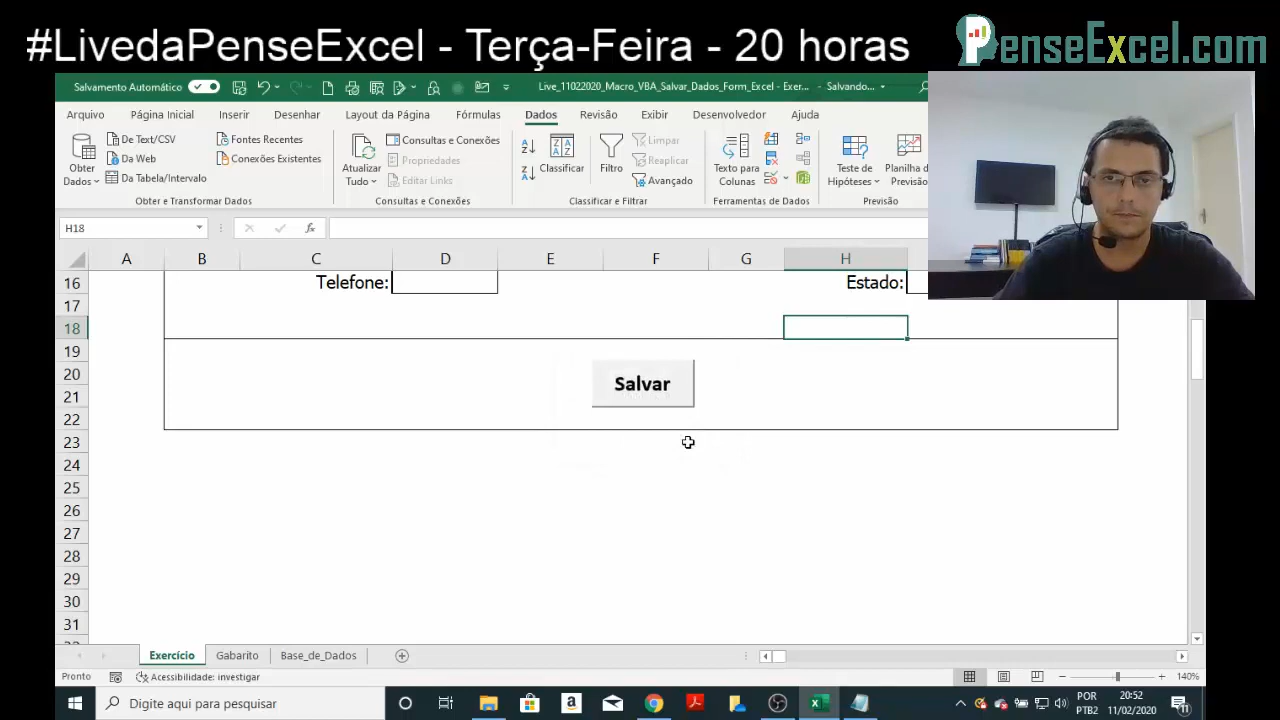 #LivedaPenseExcel - Terça-Feira - 20 horas
PenseExcel.com
Salvamento Automático
Live_11022020_Macro_VBA_Salvar_Dados_Form_Excel - Exer...
Salvando...
Arquivo
Página Inicial
Inserir
Desenhar
Layout da Página
Fórmulas
Dados
Revisão
Exibir
Desenvolvedor
Ajuda
Obter Dados
De Text/CSV
Da Web
Da Tabela/Intervalo
Fontes Recentes
Conexões Existentes
Obter e Transformar Dados
Atualizar Tudo
Consultas e Conexões
Propriedades
Editar Links
Consultas e Conexões
Classificar
Filtro
Limpar
Reaplicar
Avançado
Classificar e Filtrar
Texto para Colunas
Ferramentas de Dados
Teste de Hipóteses
Planilha de Previsão
Previsão
H18
A B C D E F G H
16 Telefone: Estado:
17
18
19
20
Salvar
21
22
23
24
25
26
27
28
29
30
31
Exercício
Gabarito
Base_de_Dados
Pronto
Acessibilidade: investigar
140%
Digite aqui para pesquisar
POR
PTB2
20:52
11/02/2020
11